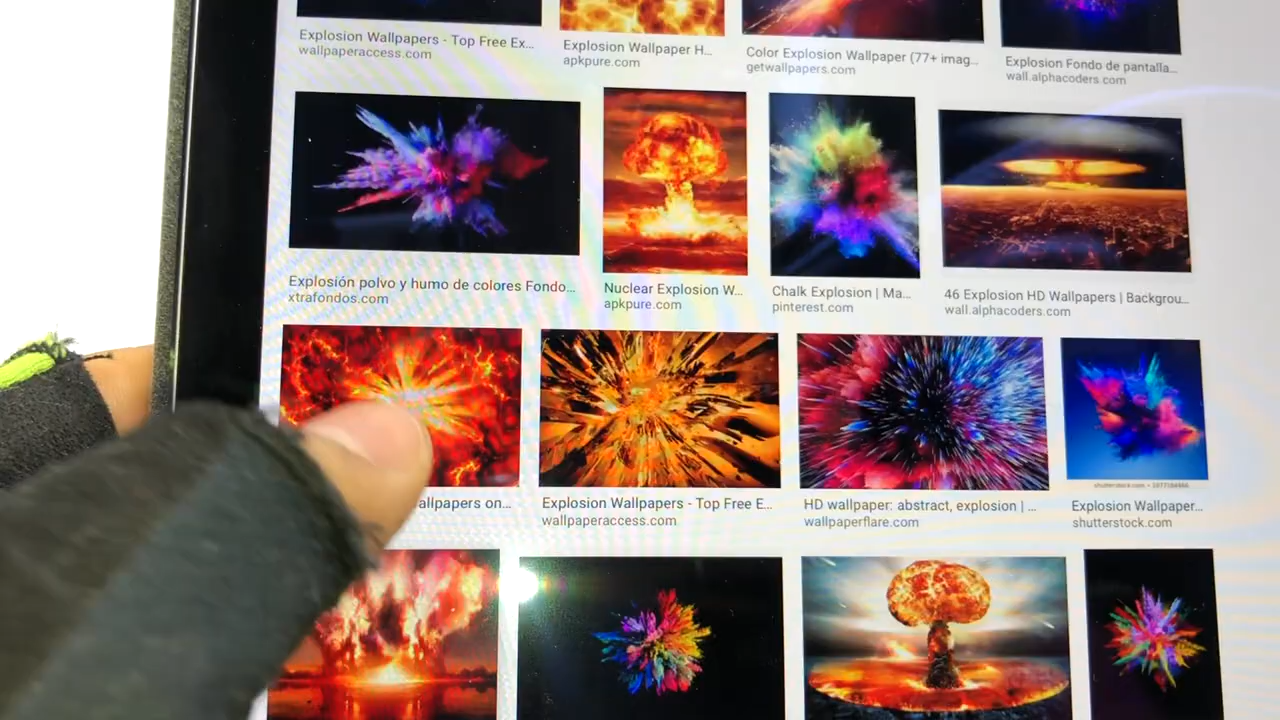 Explosion Wallpapers - Top Free Ex...
wallpaperaccess.com
Explosion Wallpaper H...
apkpure.com
Color Explosion Wallpaper (77+ imag...
getwallpapers.com
Explosion Fondo de pantalla...
wall.alphacoders.com
Explosión polvo y humo de colores Fondo...
xtrafondos.com
Nuclear Explosion W...
apkpure.com
Chalk Explosion | Ma...
pinterest.com
46 Explosion HD Wallpapers | Backgrou...
wall.alphacoders.com
allpapers on...
Explosion Wallpapers - Top Free E...
wallpaperaccess.com
HD wallpaper: abstract, explosion | ...
wallpaperflare.com
Explosion Wallpaper...
shutterstock.com